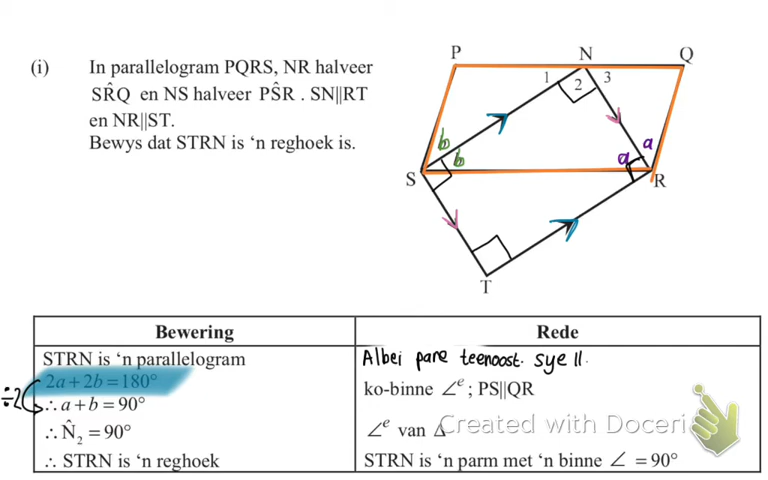 (i) In parallelogram PQRS, NR halveer
SR̂Q en NS halveer PŜR . SN||RT
en NR||ST.
Bewys dat STRN is ‘n reghoek is.
P N Q
1 2 3
b a
b a
S R
T
Bewering Rede
STRN is ‘n parallelogram Albei pare teenoost. sye ||.
÷2 2a + 2b = 180° ko-binne ∠ᵉ ; PS||QR
∴ a + b = 90°
∴ N̂₂ = 90° ∠ᵉ van Δ
∴ STRN is ‘n reghoek STRN is ‘n parm met ‘n binne ∠ = 90°
Created with Doceri